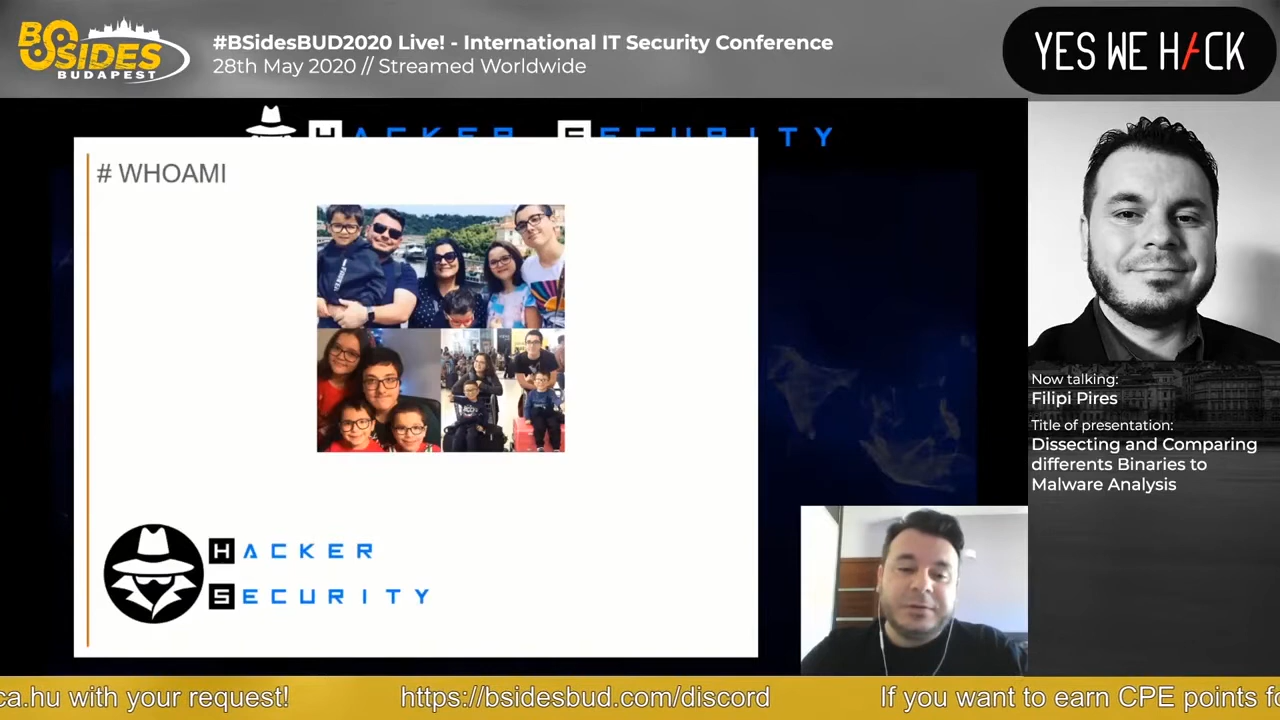 BSIDES
BUDAPEST
#BSidesBUD2020 Live! - International IT Security Conference
28th May 2020 // Streamed Worldwide
YES WE H/CK
HACKER SECURITY
# WHOAMI
HACKER
SECURITY
Now talking:
Filipi Pires
Title of presentation:
Dissecting and Comparing
differents Binaries to
Malware Analysis
ca.hu with your request!
https://bsidesbud.com/discord
If you want to earn CPE points fo